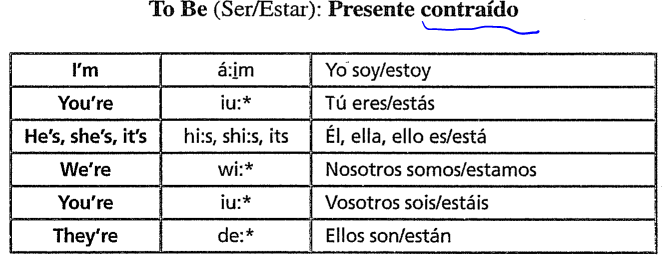 To Be (Ser/Estar): Presente contraído
I'm á:im Yo soy/estoy
You're iu:* Tú eres/estás
He's, she's, it's hi:s, shi:s, its Él, ella, ello es/está
We're wi:* Nosotros somos/estamos
You're iu:* Vosotros sois/estáis
They're de:* Ellos son/están